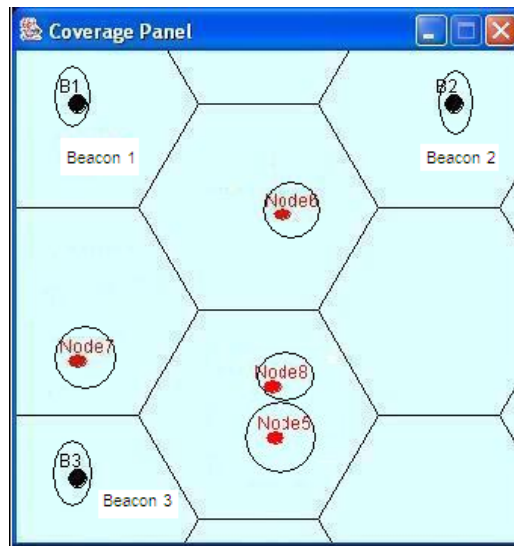 Coverage Panel
B1
B2
Beacon 1
Beacon 2
Node6
Node7
Node8
Node5
B3
Beacon 3